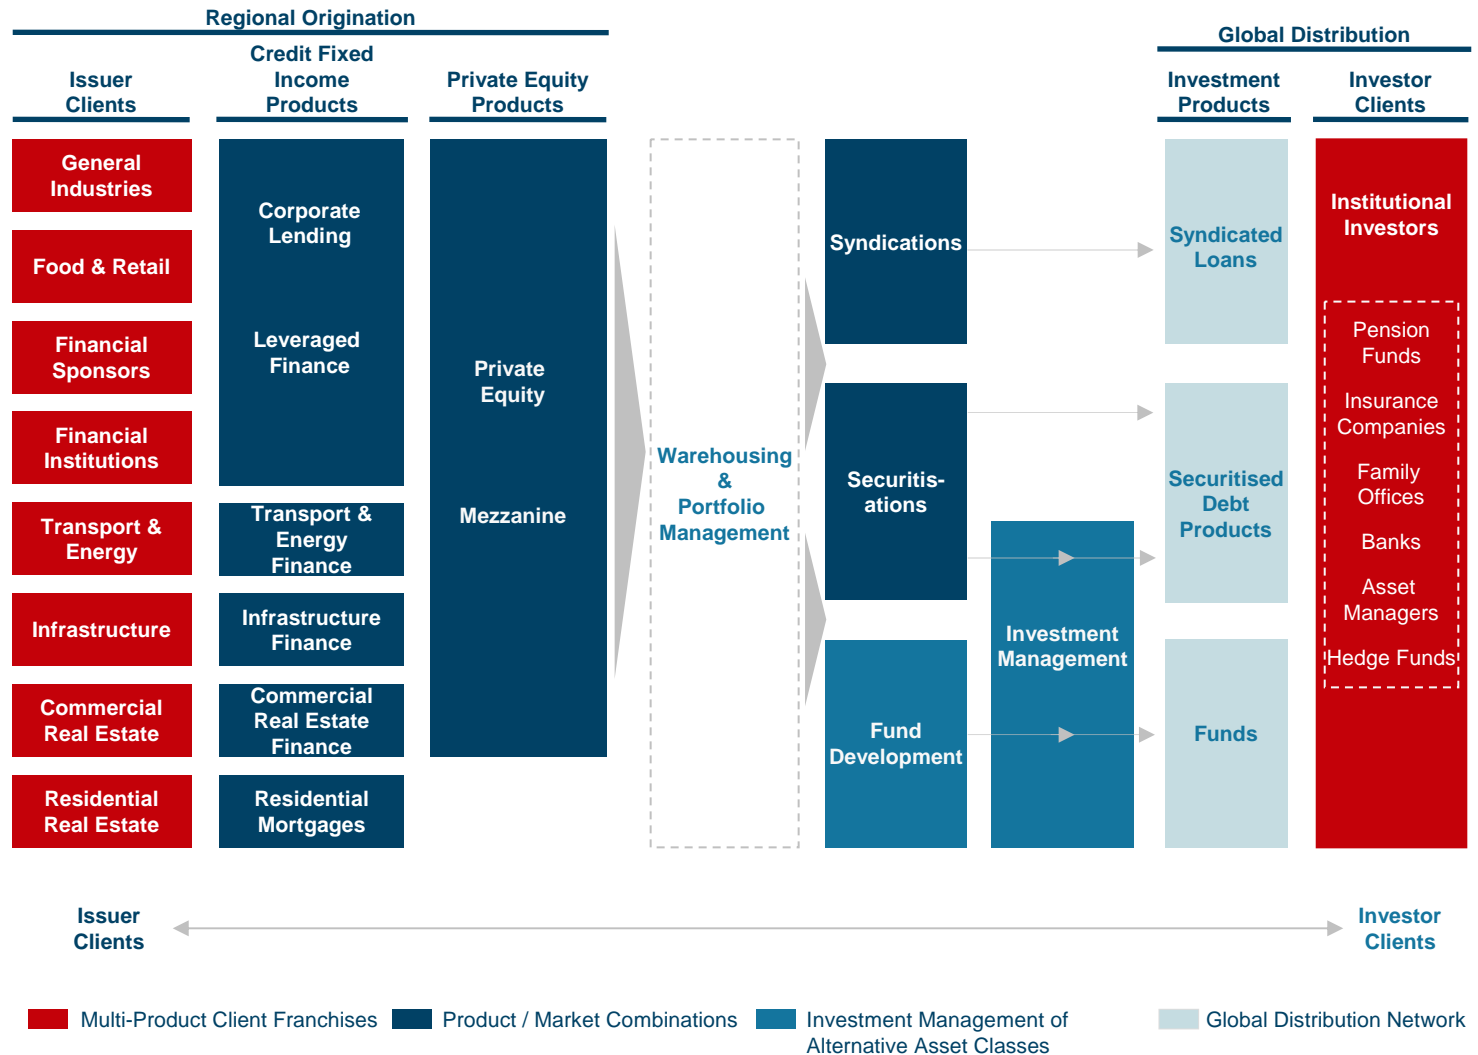 Regional Origination
Global Distribution
Issuer
Clients
Credit Fixed
Income
Products
Private Equity
Products
Investment
Products
Investor
Clients
General
Industries
Food & Retail
Financial
Sponsors
Financial
Institutions
Transport &
Energy
Infrastructure
Commercial
Real Estate
Residential
Real Estate
Corporate
Lending
Leveraged
Finance
Transport &
Energy
Finance
Infrastructure
Finance
Commercial
Real Estate
Finance
Residential
Mortgages
Private
Equity
Mezzanine
Warehousing
&
Portfolio
Management
Syndications
Securitis-
ations
Fund
Development
Investment
Management
Syndicated
Loans
Securitised
Debt
Products
Funds
Institutional
Investors
Pension
Funds
Insurance
Companies
Family
Offices
Banks
Asset
Managers
Hedge Funds
Issuer
Clients
Investor
Clients
Multi-Product Client Franchises
Product / Market Combinations
Investment Management of
Alternative Asset Classes
Global Distribution Network